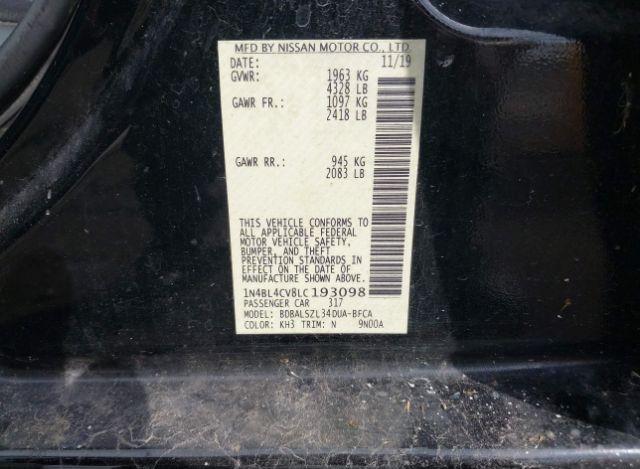 MFD BY NISSAN MOTOR CO., LTD.
DATE: 11/19
GVWR: 1963 KG
4328 LB
GAWR FR.: 1097 KG
2418 LB
GAWR RR.: 945 KG
2083 LB
THIS VEHICLE CONFORMS TO
ALL APPLICABLE FEDERAL
MOTOR VEHICLE SAFETY,
BUMPER, AND THEFT
PREVENTION STANDARDS
IN EFFECT ON THE DATE OF
MANUFACTURE SHOWN ABOVE.
1N4BL4CV8LC193098
PASSENGER CAR 317
MODEL: BDBALSZL34DUA-BFCA
COLOR: KH3 TRIM: N 9N00A